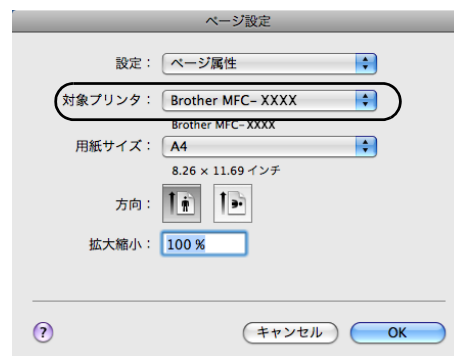 ページ設定
設定： ページ属性
対象プリンタ： Brother MFC- XXXX
Brother MFC-XXXX
用紙サイズ： A4
8.26 × 11.69 インチ
方向：
拡大縮小： 100 %
? キャンセル OK